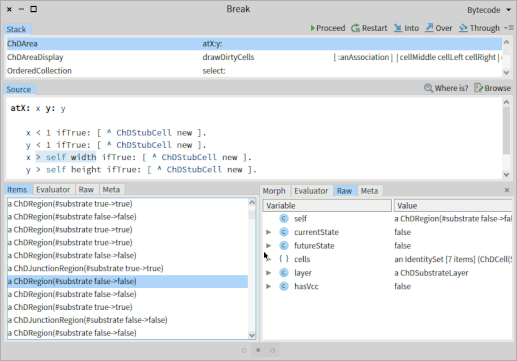 Break
Bytecode
Stack
Proceed Restart Into Over Through
ChDArea atX:y:
ChDAreaDisplay drawDirtyCells [ :anAssociation | |cellMiddle cellLeft cellRight |
OrderedCollection select:
Source
Where is? Browse
atX: x y: y
x < 1 ifTrue: [ ^ ChDStubCell new ].
y < 1 ifTrue: [ ^ ChDStubCell new ].
x > self width ifTrue: [ ^ ChDStubCell new ].
y > self height ifTrue: [ ^ ChDStubCell new ].
Items Evaluator Raw Meta
a ChDRegion(#substrate true->true)
a ChDRegion(#substrate false->false)
a ChDRegion(#substrate true->true)
a ChDRegion(#substrate true->true)
a ChDRegion(#substrate false->false)
a ChDJunctionRegion(#substrate true->true)
a ChDRegion(#substrate false->false)
a ChDRegion(#substrate true->true)
a ChDRegion(#substrate false->false)
a ChDJunctionRegion(#substrate false->false)
a ChDRegion(#substrate false->false)
Morph Evaluator Raw Meta
Variable Value
self a ChDRegion(#substrate false->fal
currentState false
futureState false
cells an IdentitySet [7 items] (ChDCell(
layer a ChDSubstrateLayer
hasVcc false